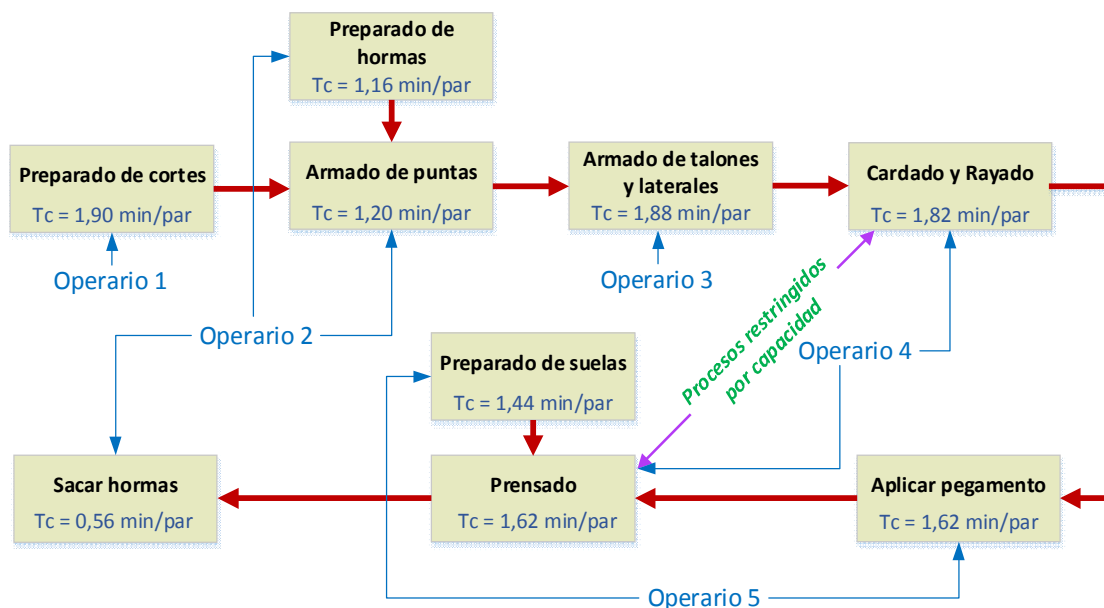 Preparado de
hormas
Tc = 1,16 min/par
Preparado de cortes
Tc = 1,90 min/par
Armado de puntas
Tc = 1,20 min/par
Armado de talones
y laterales
Tc = 1,88 min/par
Cardado y Rayado
Tc = 1,82 min/par
Operario 1
Operario 3
Operario 2
Operario 4
Procesos restringidos
por capacidad
Preparado de suelas
Tc = 1,44 min/par
Sacar hormas
Tc = 0,56 min/par
Prensado
Tc = 1,62 min/par
Aplicar pegamento
Tc = 1,62 min/par
Operario 5